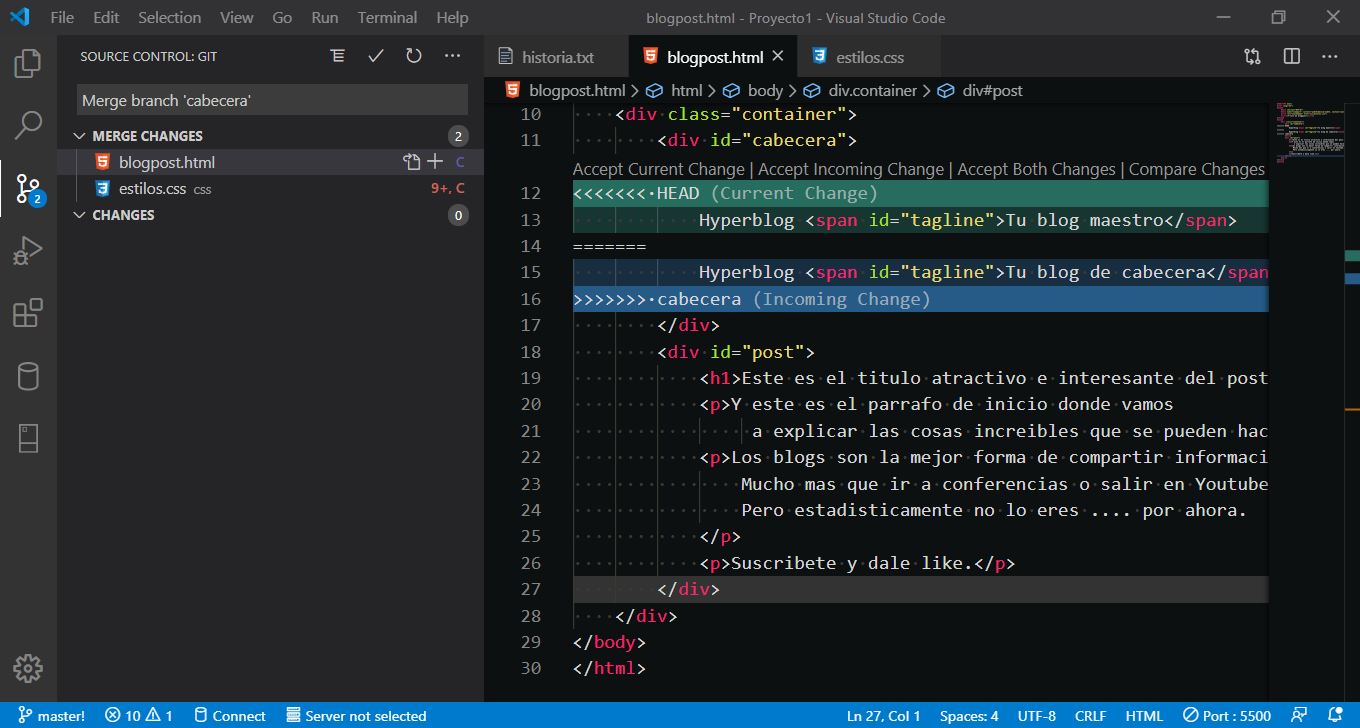 File Edit Selection View Go Run Terminal Help blogpost.html - Proyecto1 - Visual Studio Code
SOURCE CONTROL: GIT
Merge branch 'cabecera'
MERGE CHANGES 2
blogpost.html C
estilos.css css 9+, C
CHANGES 0
2
historia.txt blogpost.html estilos.css
blogpost.html > html > body > div.container > div#post
10 <div class="container">
11 <div id="cabecera">
Accept Current Change | Accept Incoming Change | Accept Both Changes | Compare Changes
12 <<<<<<< HEAD (Current Change)
13 Hyperblog <span id="tagline">Tu blog maestro</span>
14 =======
15 Hyperblog <span id="tagline">Tu blog de cabecera</span
16 >>>>>>> cabecera (Incoming Change)
17 </div>
18 <div id="post">
19 <h1>Este es el titulo atractivo e interesante del post
20 <p>Y este es el parrafo de inicio donde vamos
21 a explicar las cosas increibles que se pueden hac
22 <p>Los blogs son la mejor forma de compartir informaci
23 Mucho mas que ir a conferencias o salir en Youtube
24 Pero estadisticamente no lo eres .... por ahora.
25 </p>
26 <p>Suscribete y dale like.</p>
27 </div>
28 </div>
29 </body>
30 </html>
master! 10 1 Connect Server not selected Ln 27, Col 1 Spaces: 4 UTF-8 CRLF HTML Port : 5500